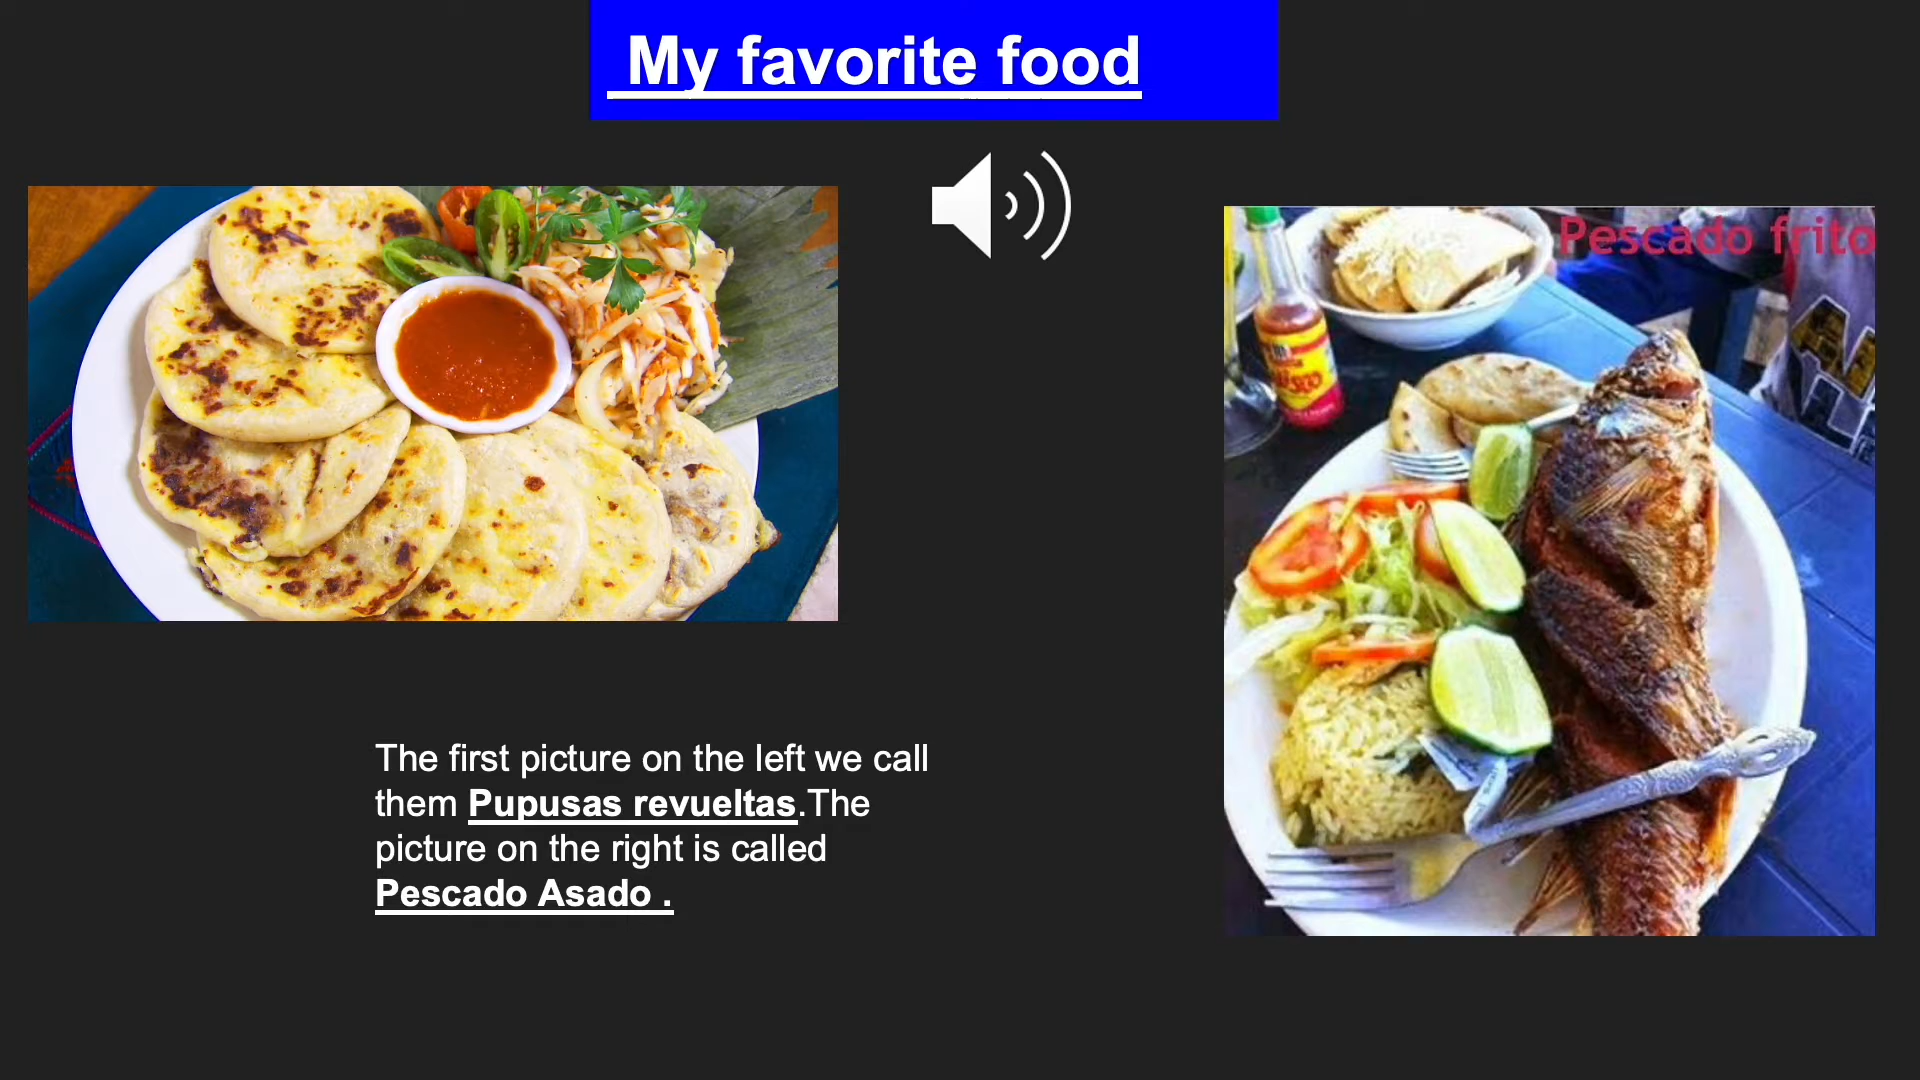 My favorite food
Pescado frito
The first picture on the left we call
them Pupusas revueltas.The
picture on the right is called
Pescado Asado .